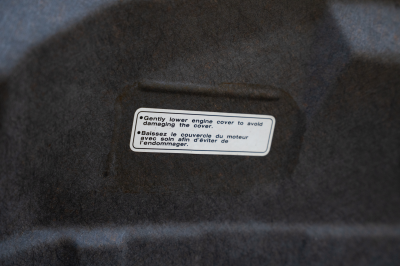 •Gently lower engine cover to avoid
damaging the cover.
•Baissez le couvercle du moteur
avec soin afin d'éviter de
l'endommager.